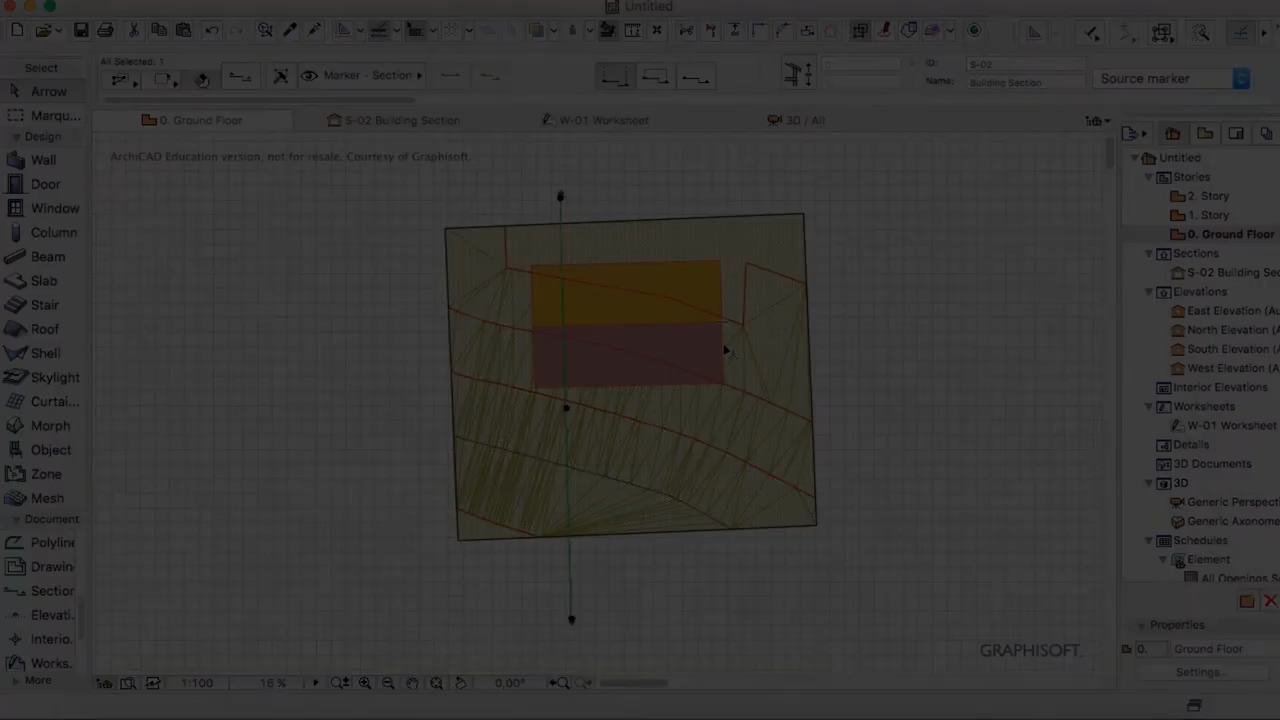 Untitled
Select
All Selected: 1
Arrow
Marker - Section
ID:
S-02
Name:
Building Section
Source marker
Marqu...
0. Ground Floor
S-02 Building Section
W-01 Worksheet
3D / All
Design
ArchiCAD Education version, not for resale. Courtesy of Graphisoft.
Wall
Untitled
Door
Stories
Window
2. Story
Column
1. Story
Beam
0. Ground Floor
Slab
Sections
Stair
S-02 Building Sec
Roof
Elevations
Shell
East Elevation (Au
Skylight
North Elevation (A
Curtai...
South Elevation (A
Morph
West Elevation (A
Object
Interior Elevations
Zone
Worksheets
Mesh
W-01 Worksheet
Document
Details
Polyline
3D Documents
Drawin
3D
Section
Generic Perspect
Elevati
Generic Axonome
Interio.
Schedules
Works.
Element
More
All Openings S
Properties
GRAPHISOFT.
0.
Ground Floor
1:100
16 %
0,00°
Settings...